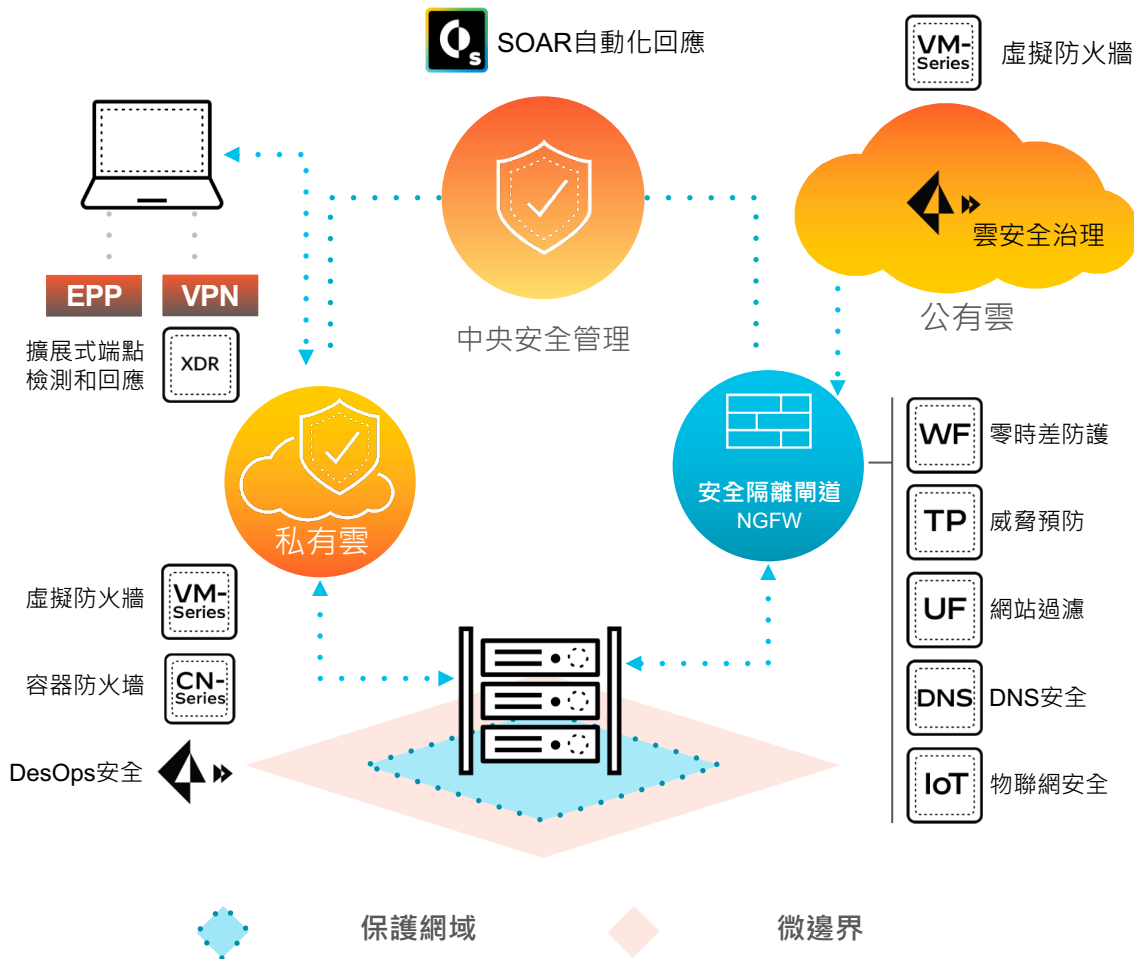 SOAR自動化回應
S
VM-
Series
虛擬防火牆
雲安全治理
公有雲
EPP
VPN
擴展式端點
檢測和回應
XDR
中央安全管理
私有雲
安全隔離閘道
NGFW
WF
零時差防護
TP
威脅預防
UF
網站過濾
DNS
DNS安全
IoT
物聯網安全
虛擬防火牆
VM-
Series
容器防火墻
CN-
Series
DesOps安全
保護網域
微邊界